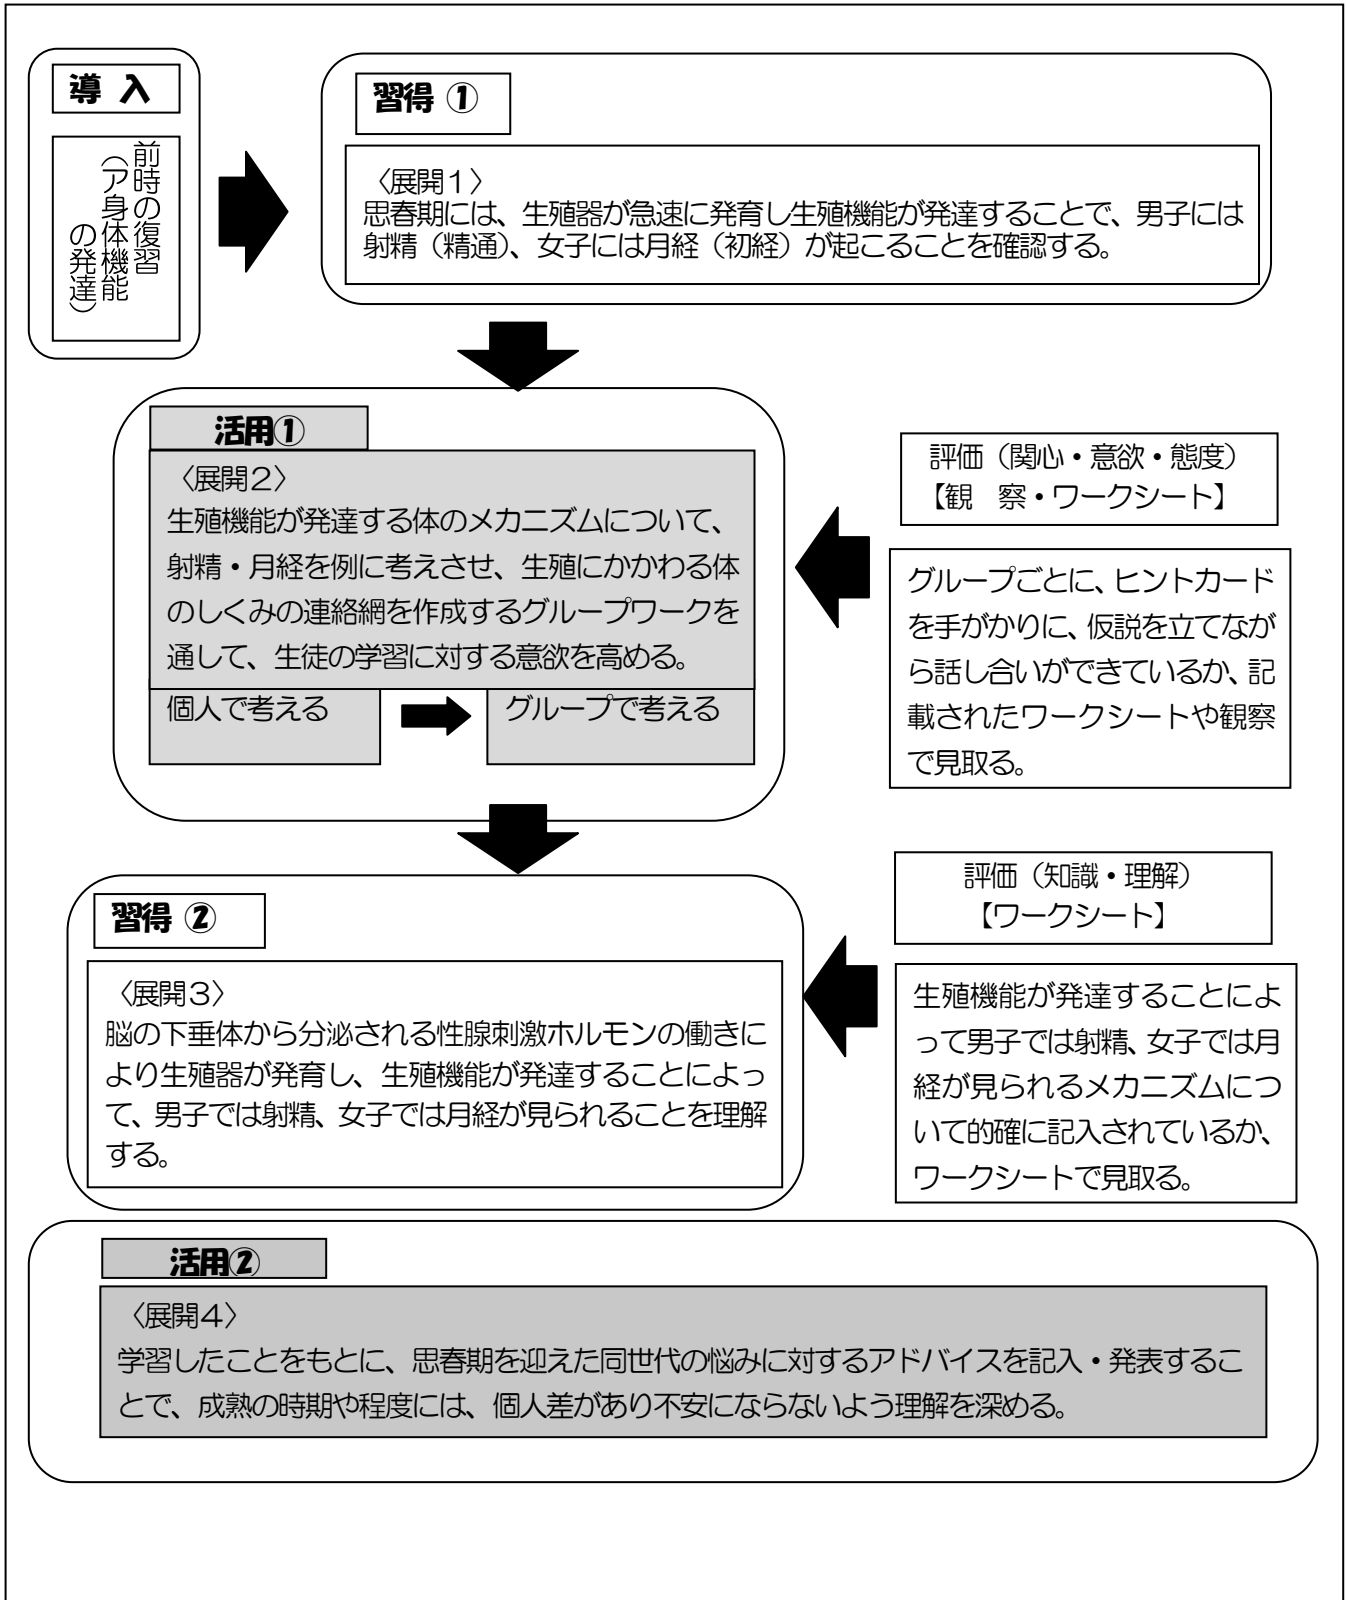 導 入
前時の復習
（ア身体機能
の発達）
習得 ①
〈展開１〉
思春期には、生殖器が急速に発育し生殖機能が発達することで、男子には
射精（精通）、女子には月経（初経）が起こることを確認する。
活用①
〈展開２〉
生殖機能が発達する体のメカニズムについて、
射精・月経を例に考えさせ、生殖にかかわる体
のしくみの連絡網を作成するグループワークを
通して、生徒の学習に対する意欲を高める。
個人で考える
グループで考える
評価（関心・意欲・態度）
【観　察・ワークシート】
グループごとに、ヒントカード
を手がかりに、仮説を立てなが
ら話し合いができているか、記
載されたワークシートや観察
で見取る。
習得 ②
〈展開３〉
脳の下垂体から分泌される性腺刺激ホルモンの働きに
より生殖器が発育し、生殖機能が発達することによっ
て、男子では射精、女子では月経が見られることを理解
する。
評価（知識・理解）
【ワークシート】
生殖機能が発達することによ
って男子では射精、女子では月
経が見られるメカニズムにつ
いて的確に記入されているか、
ワークシートで見取る。
活用②
〈展開４〉
学習したことをもとに、思春期を迎えた同世代の悩みに対するアドバイスを記入・発表するこ
とで、成熟の時期や程度には、個人差があり不安にならないよう理解を深める。